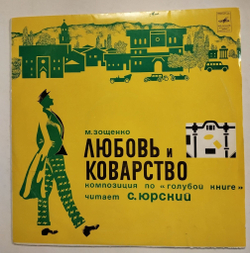 М.ЗОЩЕНКО
ЛЮБОВЬ и
КОВАРСТВО
композиция по «голубой книге»
читает С.ЮРСКИЙ